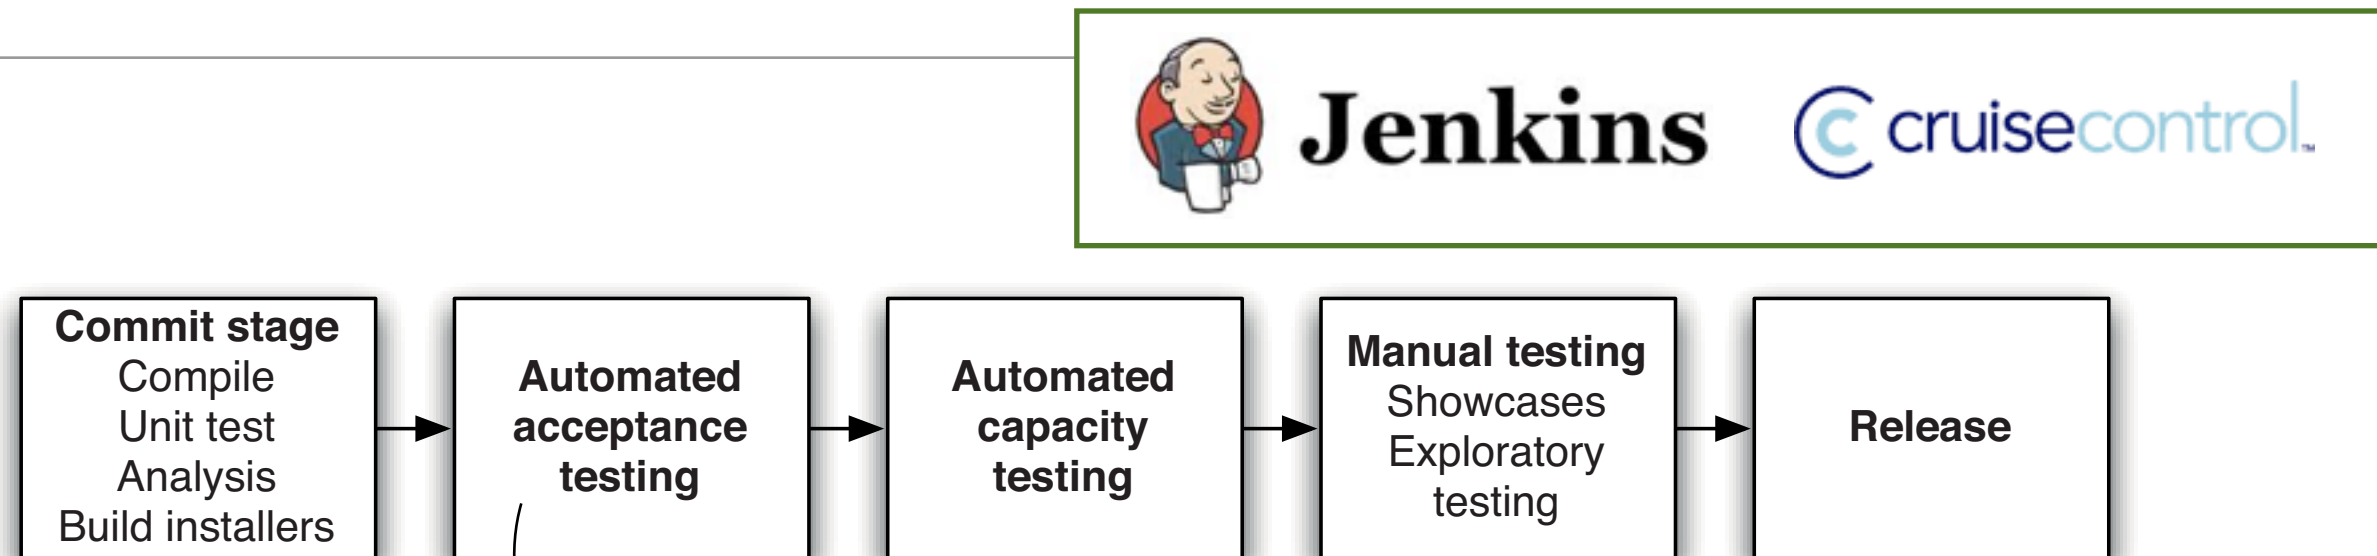 Jenkins
cruisecontrol
Commit stage
Compile
Unit test
Analysis
Build installers
Automated
acceptance
testing
Automated
capacity
testing
Manual testing
Showcases
Exploratory
testing
Release